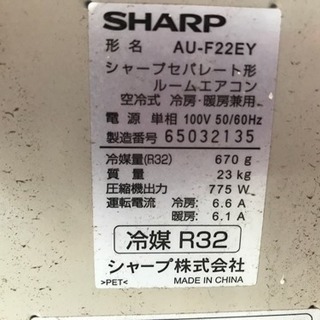 SHARP
形名 AU-F22EY
シャープセパレート形
ルームエアコン
空冷式 冷房・暖房兼用
電源 単相 100V 50/60Hz
製造番号 65032135
冷媒量(R32) 670 g
質量 23 kg
圧縮機出力 775 W
運転電流 冷房: 6.6 A
暖房: 6.1 A
冷媒 R32
シャープ株式会社
>PET< MADE IN CHINA